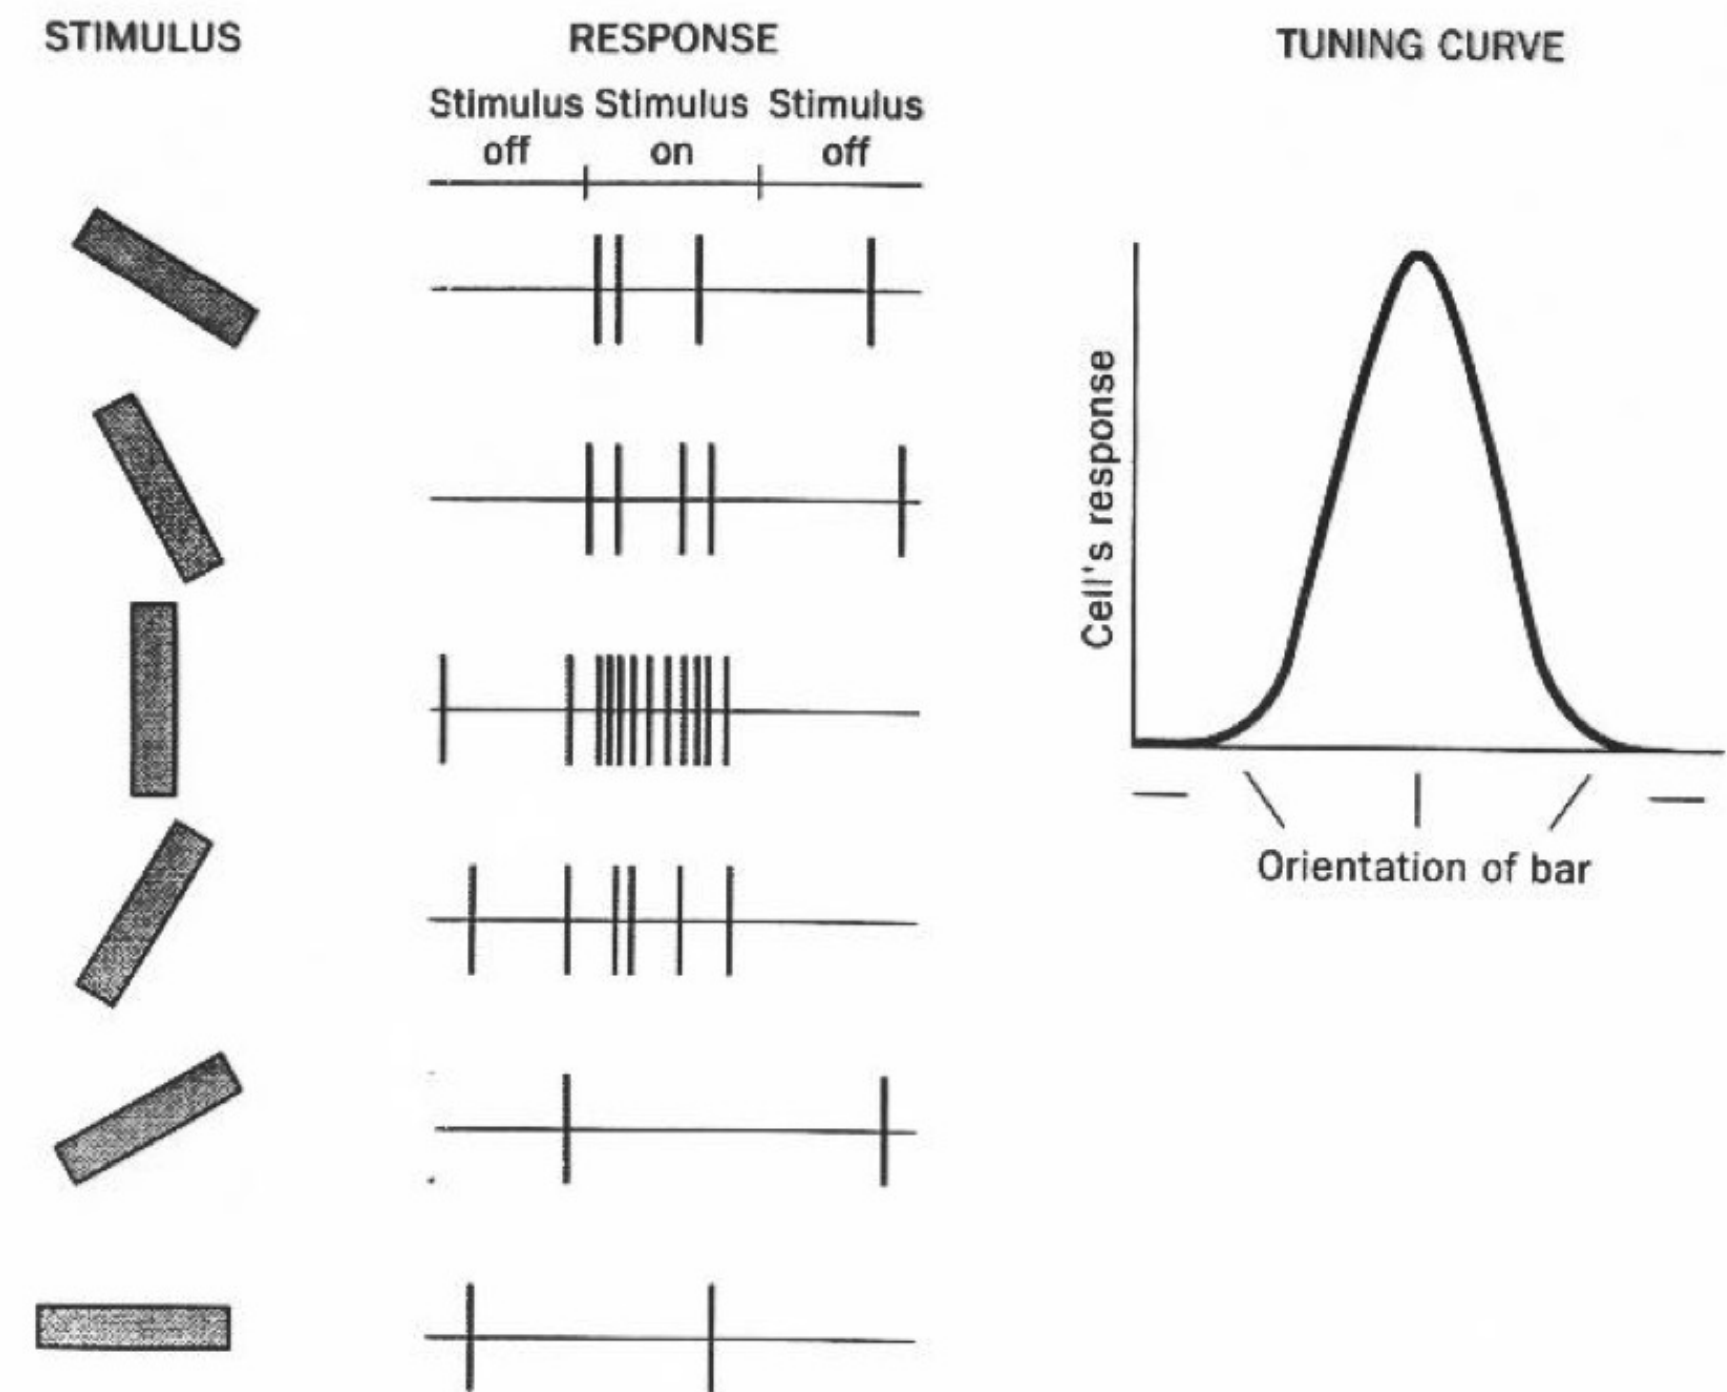 STIMULUS
RESPONSE
TUNING CURVE
Stimulus Stimulus Stimulus
off on off
Cell's response
Orientation of bar